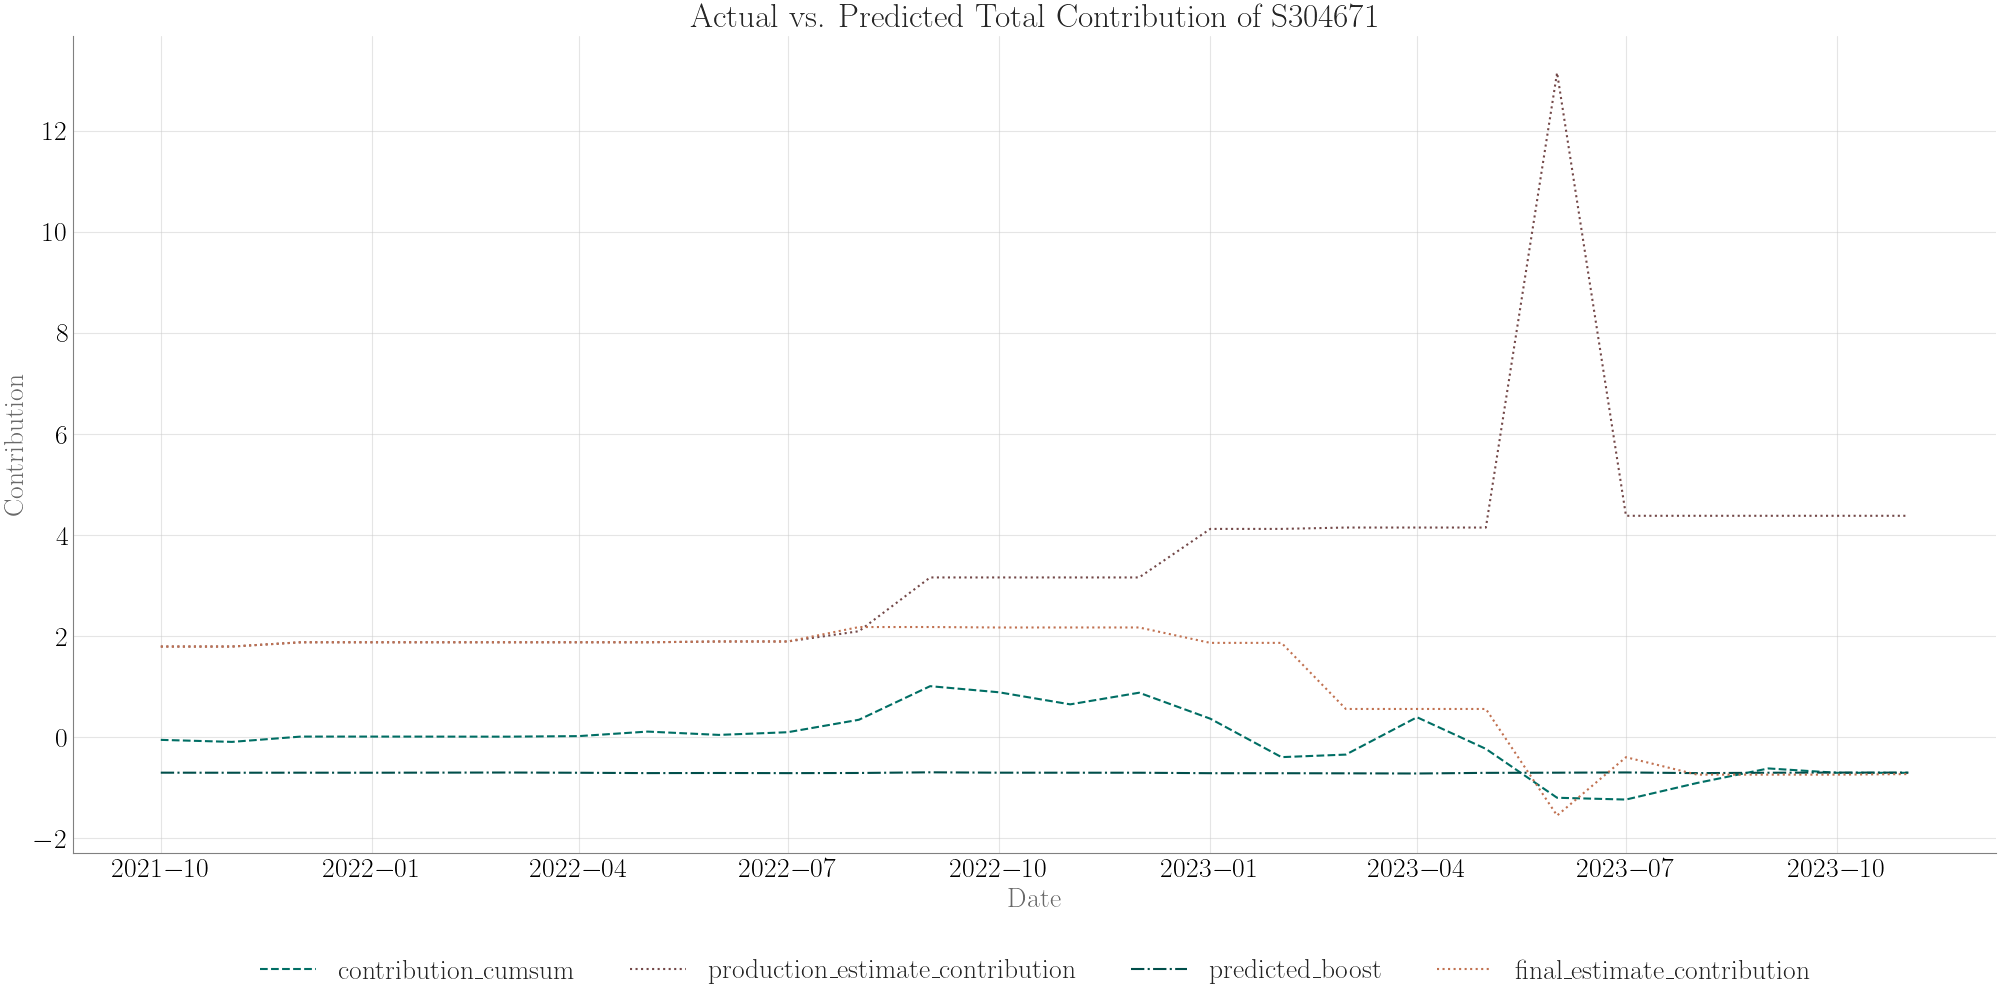 Actual vs. Predicted Total Contribution of S304671
Contribution
12
10
8
6
4
2
0
−2
2021−10 2022−01 2022−04 2022−07 2022−10 2023−01 2023−04 2023−07 2023−10
Date
contribution_cumsum production_estimate_contribution predicted_boost final_estimate_contribution